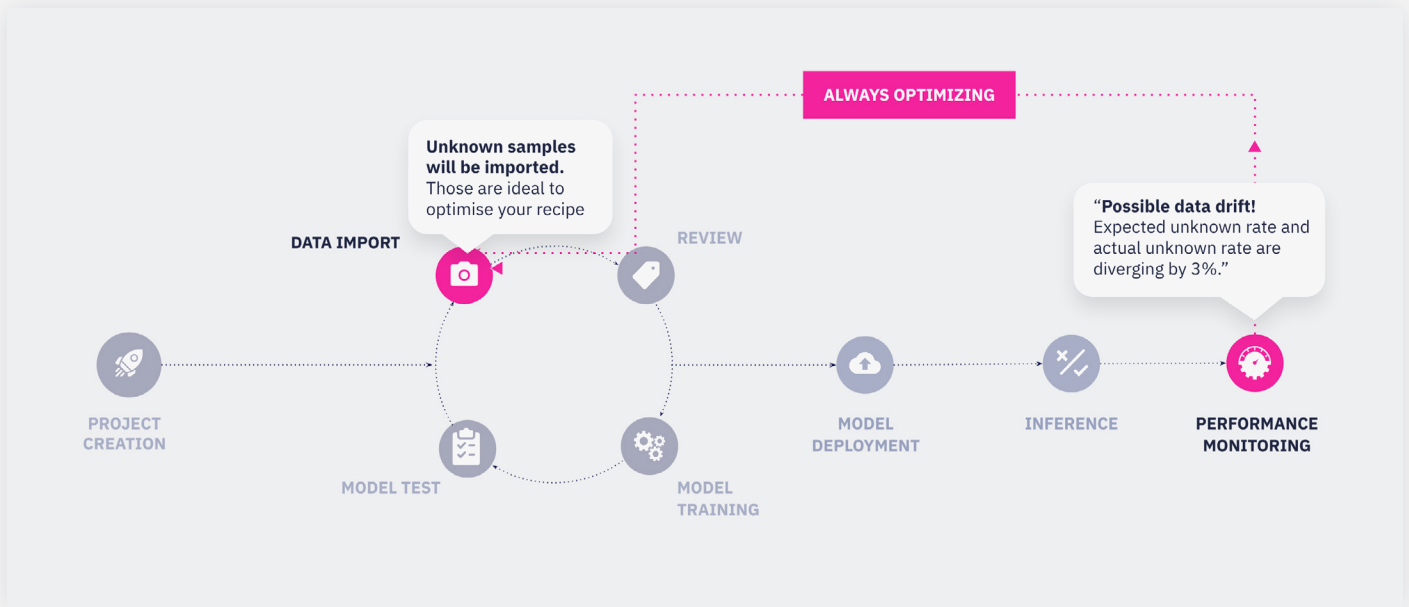 ALWAYS OPTIMIZING
Unknown samples
will be imported.
Those are ideal to
optimise your recipe
“Possible data drift!
Expected unknown rate and
actual unknown rate are
diverging by 3%.”
DATA IMPORT
REVIEW
PROJECT
CREATION
MODEL TEST
MODEL
TRAINING
MODEL
DEPLOYMENT
INFERENCE
PERFORMANCE
MONITORING